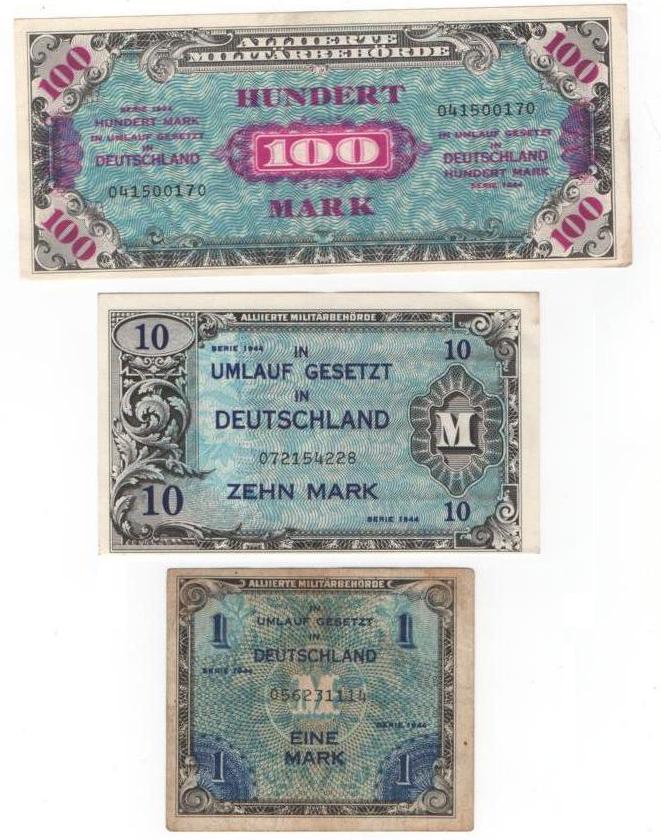 ALLIIERTE
MILITÄRBEHÖRDE
100
100
HUNDERT
041500170
SERIE 1944
HUNDERT MARK
IN UMLAUF GESETZT
IN
DEUTSCHLAND
100
IN UMLAUF GESETZT
IN
DEUTSCHLAND
HUNDERT MARK
SERIE 1944
041500170
MARK
100
100
ALLIIERTE MILITÄRBEHÖRDE
10
SERIE 1944
IN
10
UMLAUF GESETZT
IN
DEUTSCHLAND
M
072154228
10
ZEHN MARK
SERIE 1944
10
ALLIIERTE MILITÄRBEHÖRDE
IN
UMLAUF GESETZT
1
IN
1
DEUTSCHLAND
SERIE 1944
M
056231114
SERIE 1944
EINE
MARK
1
1